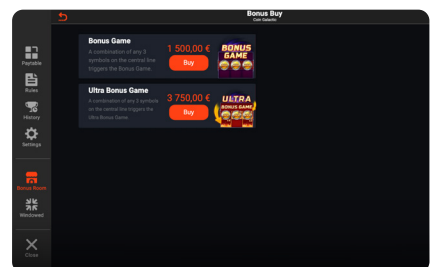 Bonus Buy
Coin Galactic
Paytable
Rules
History
Settings
Bonus Room
Windowed
Close
Bonus Game
A combination of any 3
symbols on the central line
triggers the Bonus Game.
1 500,00 €
Buy
BONUS
GAME
Ultra Bonus Game
A combination of any 3 symbols
on the central line triggers the
Ultra Bonus Game.
3 750,00 €
Buy
ULTRA
BONUS GAME